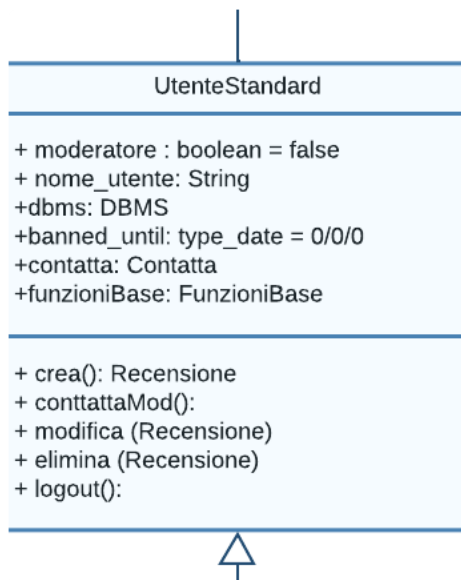 UtenteStandard
+ moderatore : boolean = false
+ nome_utente: String
+dbms: DBMS
+banned_until: type_date = 0/0/0
+contatta: Contatta
+funzioniBase: FunzioniBase
+ crea(): Recensione
+ conttattaMod():
+ modifica (Recensione)
+ elimina (Recensione)
+ logout():